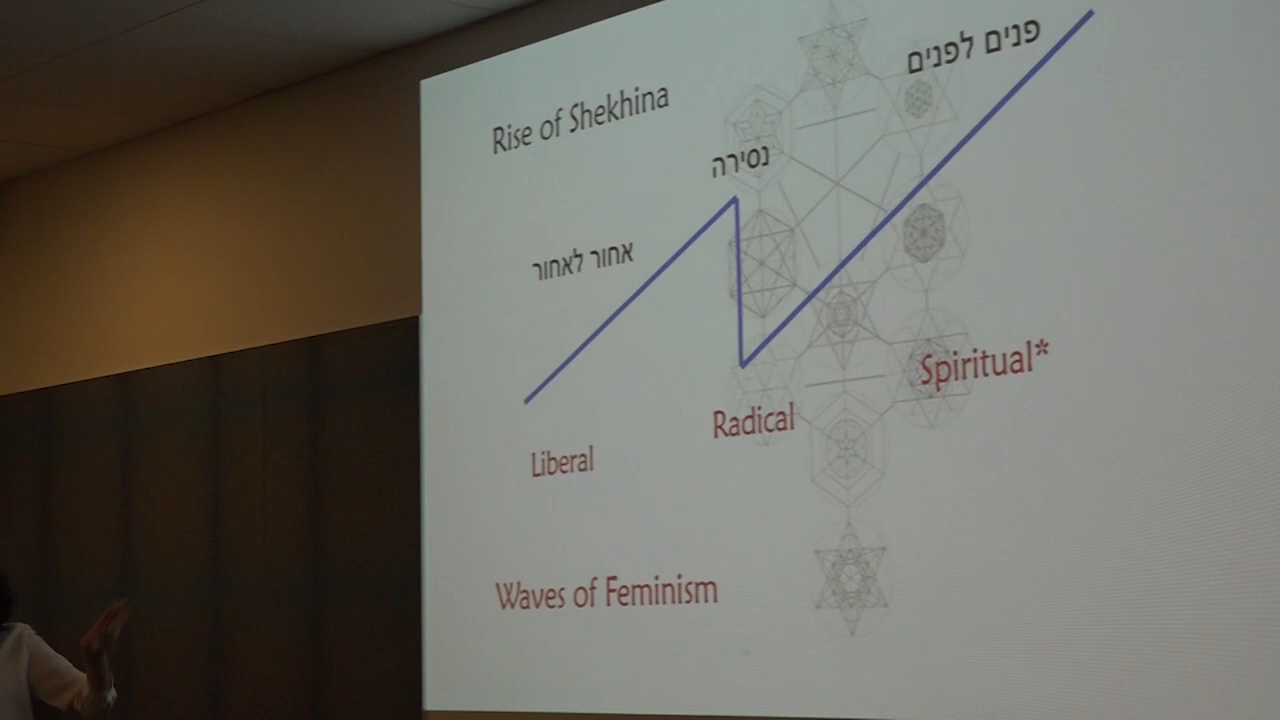 Rise of Shekhina
פנים לפנים
נסירה
אחור לאחור
Spiritual*
Radical
Liberal
Waves of Feminism